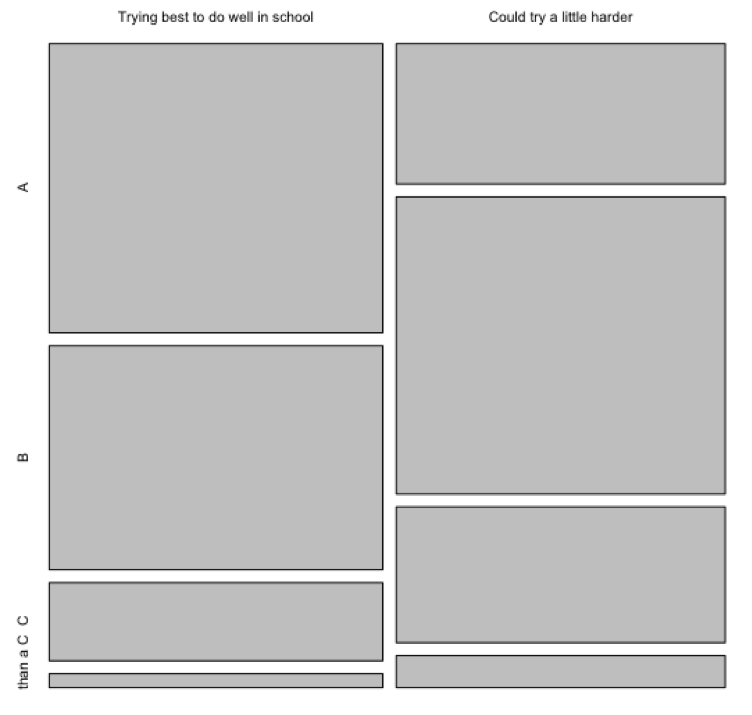 Trying best to do well in school
Could try a little harder
A
B
C
than a C